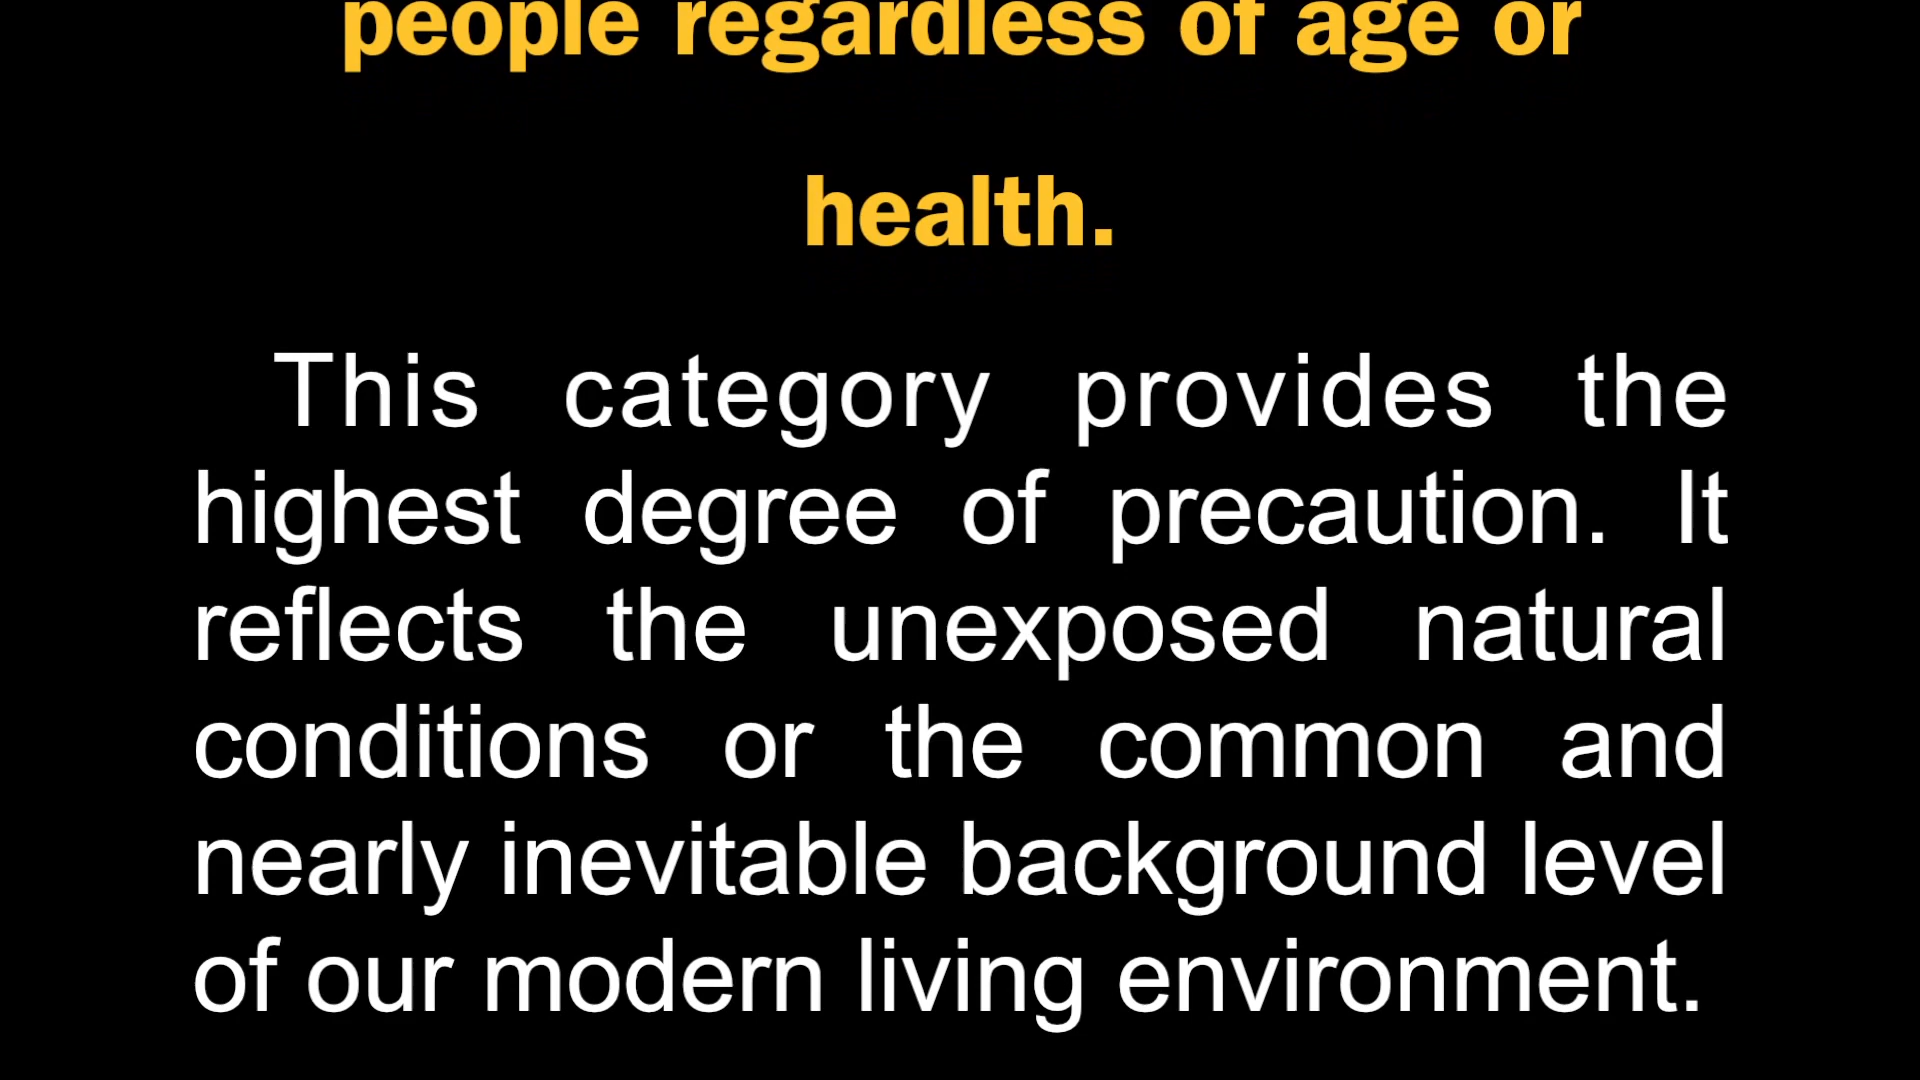 people regardless of age or
health.
This category provides the
highest degree of precaution. It
reflects the unexposed natural
conditions or the common and
nearly inevitable background level
of our modern living environment.